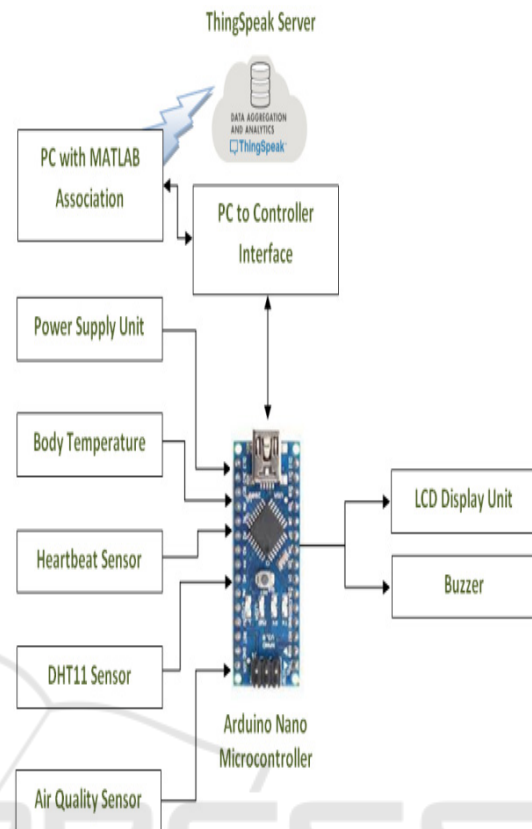 ThingSpeak Server
DATA AGGREGATION
AND ANALYTICS
ThingSpeak
PC with MATLAB
Association
PC to Controller
Interface
Power Supply Unit
Body Temperature
Heartbeat Sensor
DHT11 Sensor
Air Quality Sensor
LCD Display Unit
Buzzer
Arduino Nano
Microcontroller